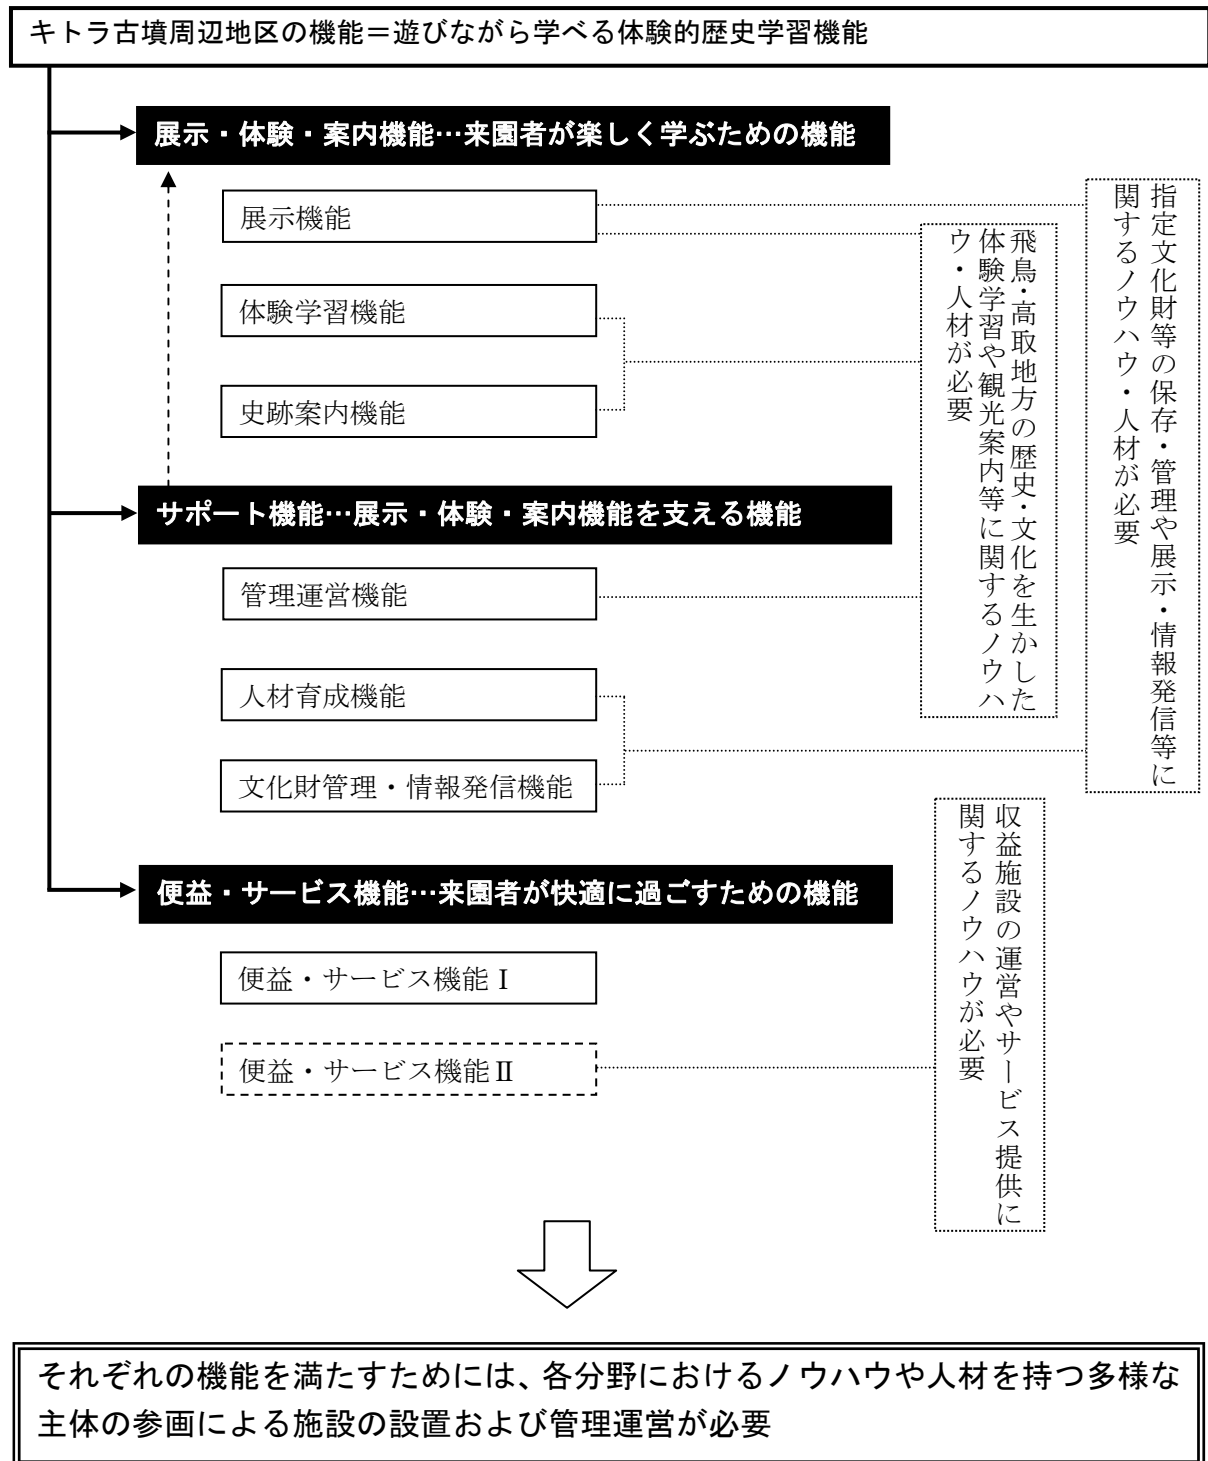 キトラ古墳周辺地区の機能＝遊びながら学べる体験的歴史学習機能
展示・体験・案内機能…来園者が楽しく学ぶための機能
展示機能
体験学習機能
史跡案内機能
サポート機能…展示・体験・案内機能を支える機能
管理運営機能
人材育成機能
文化財管理・情報発信機能
便益・サービス機能…来園者が快適に過ごすための機能
便益・サービス機能Ⅰ
便益・サービス機能Ⅱ
指定文化財等の保存・管理や展示・情報発信等に
関するノウハウ・人材が必要
飛鳥・高取地方の歴史・文化を生かした
体験学習や観光案内等に関するノウハ
ウ・人材が必要
収益施設の運営やサービス提供に
関するノウハウが必要
それぞれの機能を満たすためには、各分野におけるノウハウや人材を持つ多様な
主体の参画による施設の設置および管理運営が必要